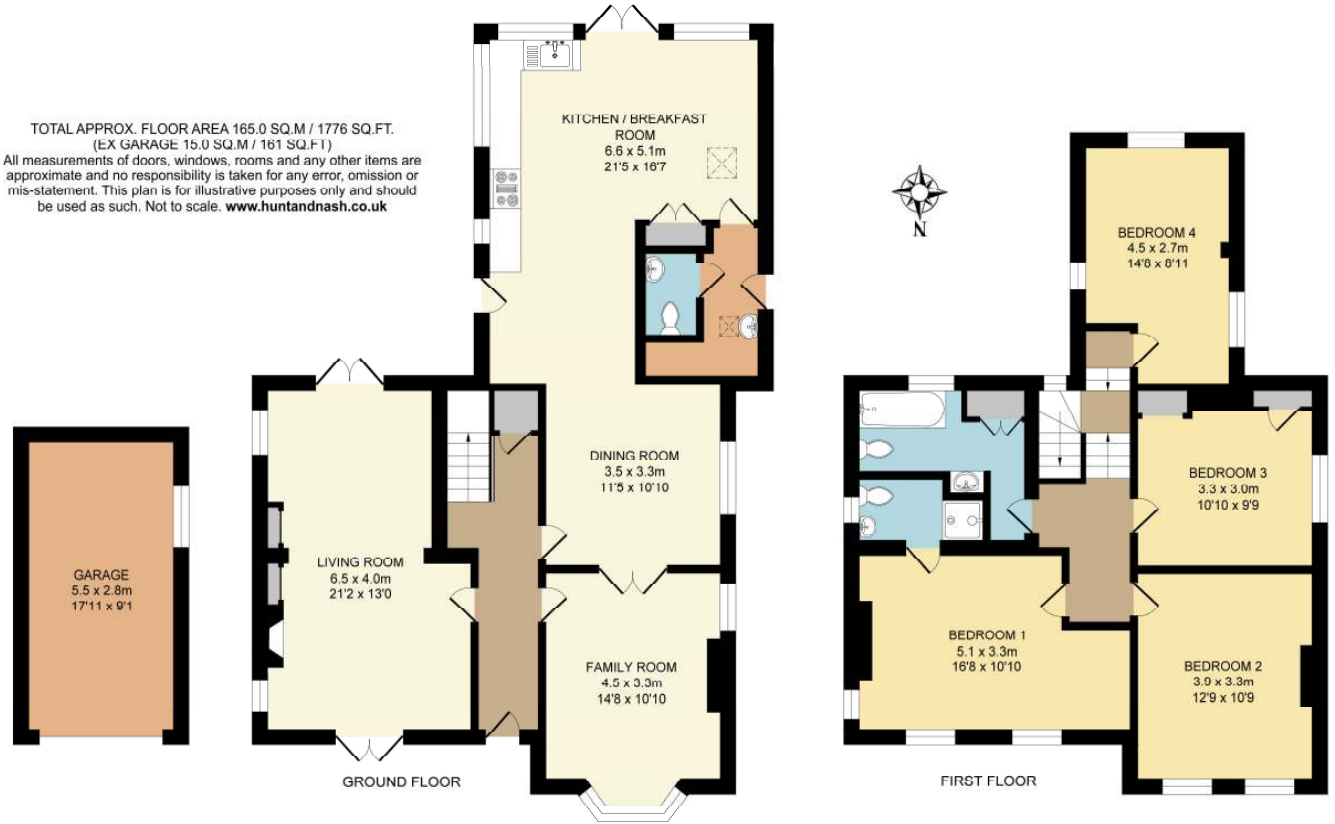 TOTAL APPROX. FLOOR AREA 165.0 SQ.M / 1776 SQ.FT.
(EX GARAGE 15.0 SQ.M / 161 SQ.FT)
All measurements of doors, windows, rooms and any other items are
approximate and no responsibility is taken for any error, omission or
mis-statement. This plan is for illustrative purposes only and should
be used as such. Not to scale. www.huntandnash.co.uk
KITCHEN / BREAKFAST
ROOM
6.6 x 5.1m
21'5 x 16'7
DINING ROOM
3.5 x 3.3m
11'5 x 10'10
LIVING ROOM
6.5 x 4.0m
21'2 x 13'0
FAMILY ROOM
4.5 x 3.3m
14'8 x 10'10
GARAGE
5.5 x 2.8m
17'11 x 9'1
GROUND FLOOR
N
BEDROOM 4
4.5 x 2.7m
14'8 x 8'11
BEDROOM 3
3.3 x 3.0m
10'10 x 9'9
BEDROOM 1
5.1 x 3.3m
16'8 x 10'10
BEDROOM 2
3.9 x 3.3m
12'9 x 10'9
FIRST FLOOR